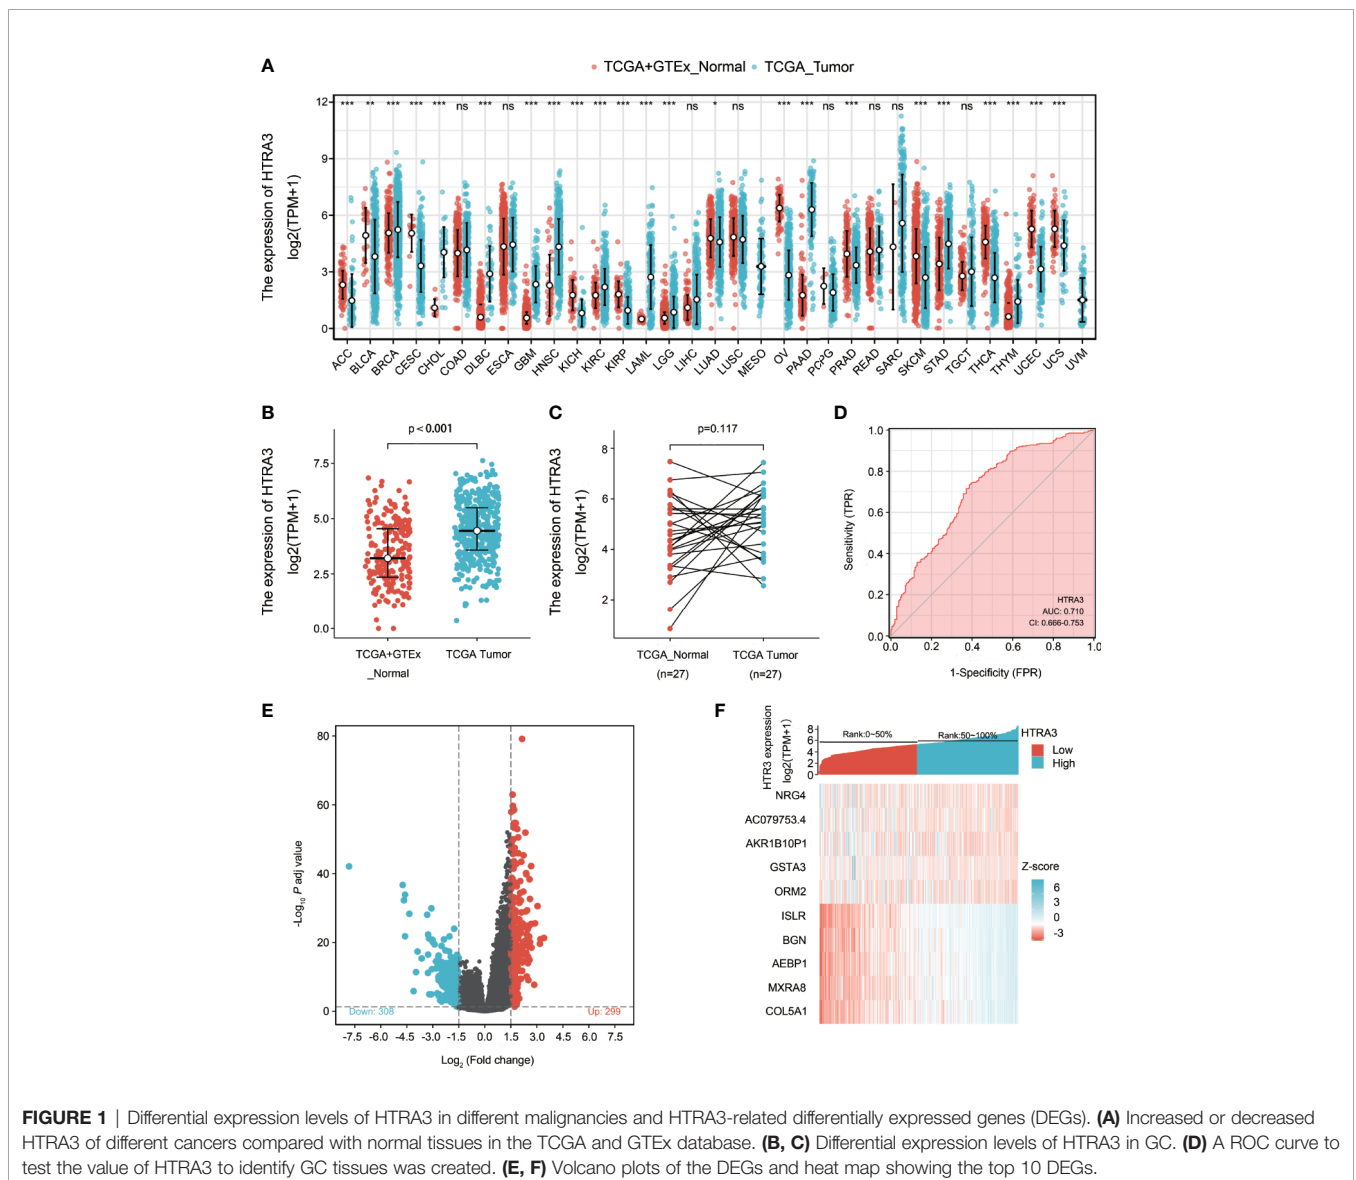 A
TCGA+GTEx_Normal TCGA_Tumor
The expression of HTRA3
log2(TPM+1)
12
9
6
3
0
*** ** *** *** *** ns *** ns *** *** *** *** *** *** *** ns * ns *** *** ns *** ns ns *** *** ns *** *** *** ***
ACC BLCA BRCA CESC CHOL COAD DLBC ESCA GBM HNSC KICH KIRC KIRP LAML LGG LIHC LUAD LUSC MESO OV PAAD PCPG PRAD READ SARC SKCM STAD TGCT THCA THYM UCEC UCS UVM
B
p<0.001
The expression of HTRA3
log2(TPM+1)
7.5
5.0
2.5
0.0
TCGA+GTEx
_Normal
TCGA Tumor
C
p=0.117
The expression of HTRA3
log2(TPM+1)
8
6
4
2
TCGA_Normal
(n=27)
TCGA Tumor
(n=27)
D
Sensitivity (TPR)
1.0
0.8
0.6
0.4
0.2
0.0
HTRA3
AUC: 0.710
CI: 0.666-0.753
0.0 0.2 0.4 0.6 0.8 1.0
1-Specificity (FPR)
E
-Log10 P adj value
80
60
40
20
0
Down: 308
Up: 299
-7.5 -6.0 -4.5 -3.0 -1.5 0.0 1.5 3.0 4.5 6.0 7.5
Log2 (Fold change)
F
HTR3 expression
log2(TPM+1)
8
6
4
2
0
Rank:0~50%
Rank:50~100%
HTRA3
Low
High
NRG4
AC079753.4
AKR1B10P1
GSTA3
ORM2
ISLR
BGN
AEBP1
MXRA8
COL5A1
Z-score
6
3
0
-3
FIGURE 1 | Differential expression levels of HTRA3 in different malignancies and HTRA3-related differentially expressed genes (DEGs). (A) Increased or decreased
HTRA3 of different cancers compared with normal tissues in the TCGA and GTEx database. (B, C) Differential expression levels of HTRA3 in GC. (D) A ROC curve to
test the value of HTRA3 to identify GC tissues was created. (E, F) Volcano plots of the DEGs and heat map showing the top 10 DEGs.